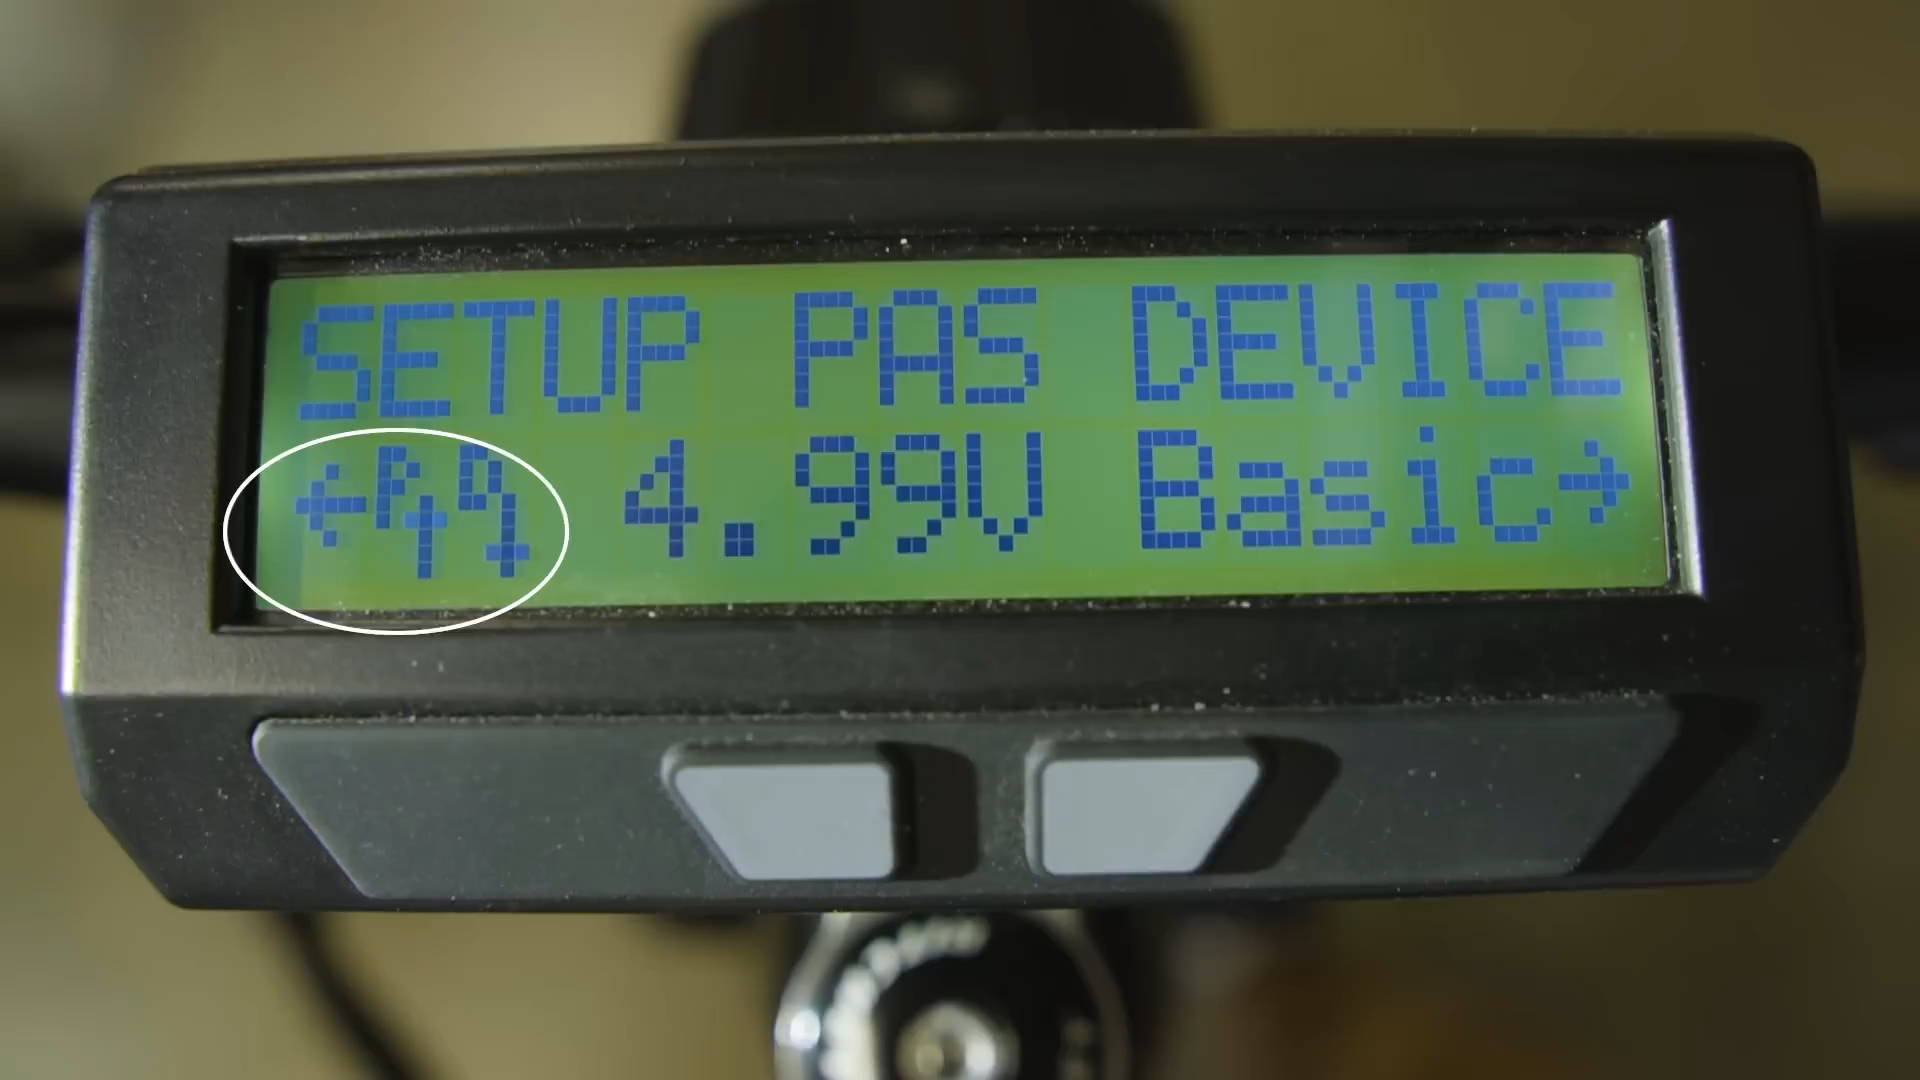 SETUP PAS DEVICE
←P↑D↓ 4.99V Basic→